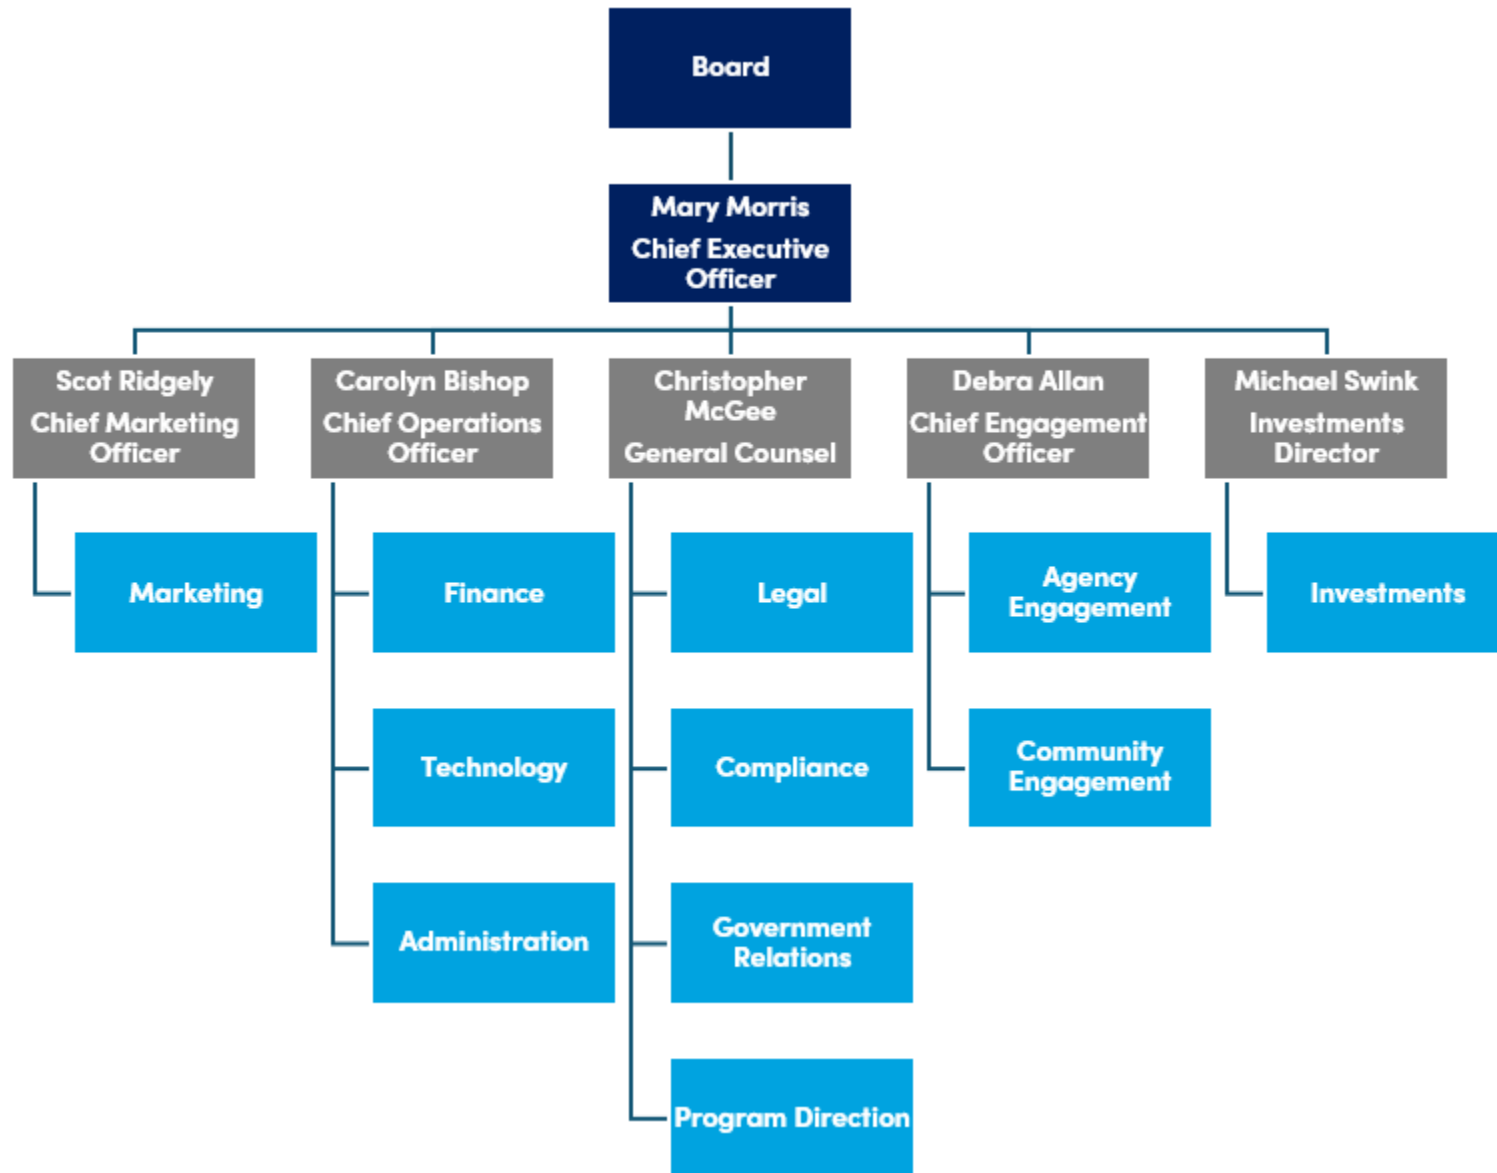 Board
Mary Morris
Chief Executive
Officer
Scot Ridgely
Chief Marketing
Officer
Carolyn Bishop
Chief Operations
Officer
Christopher
McGee
General Counsel
Debra Allan
Chief Engagement
Officer
Michael Swink
Investments
Director
Marketing
Finance
Legal
Agency
Engagement
Investments
Technology
Compliance
Community
Engagement
Administration
Government
Relations
Program Direction